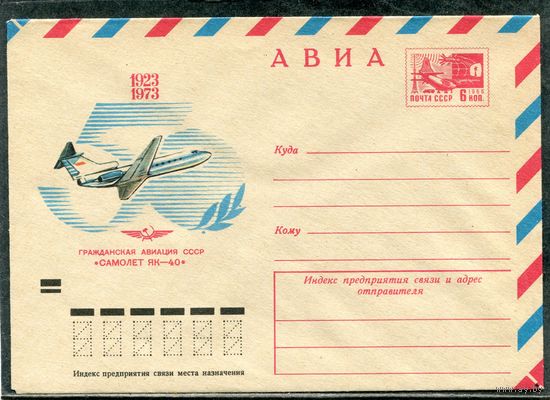 АВИА
1923
1973
50
ПОЧТА СССР
1966
6 КОП.
Куда
Кому
ГРАЖДАНСКАЯ АВИАЦИЯ СССР
«САМОЛЕТ ЯК—40»
Индекс предприятия связи и адрес
отправителя
Индекс предприятия связи места назначения